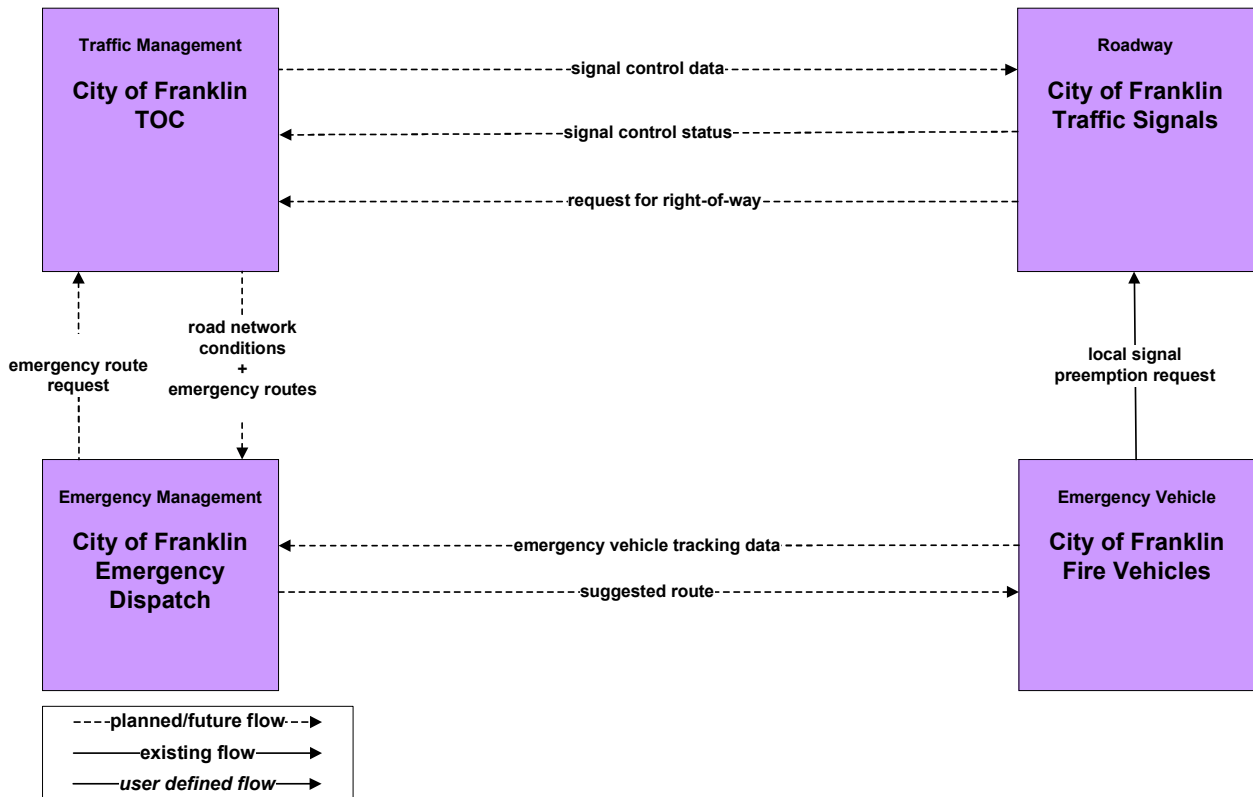 Traffic Management
City of Franklin
TOC
Roadway
City of Franklin
Traffic Signals
signal control data
signal control status
request for right-of-way
emergency route
request
road network
conditions
+
emergency routes
local signal
preemption request
Emergency Management
City of Franklin
Emergency
Dispatch
Emergency Vehicle
City of Franklin
Fire Vehicles
emergency vehicle tracking data
suggested route
planned/future flow
existing flow
user defined flow